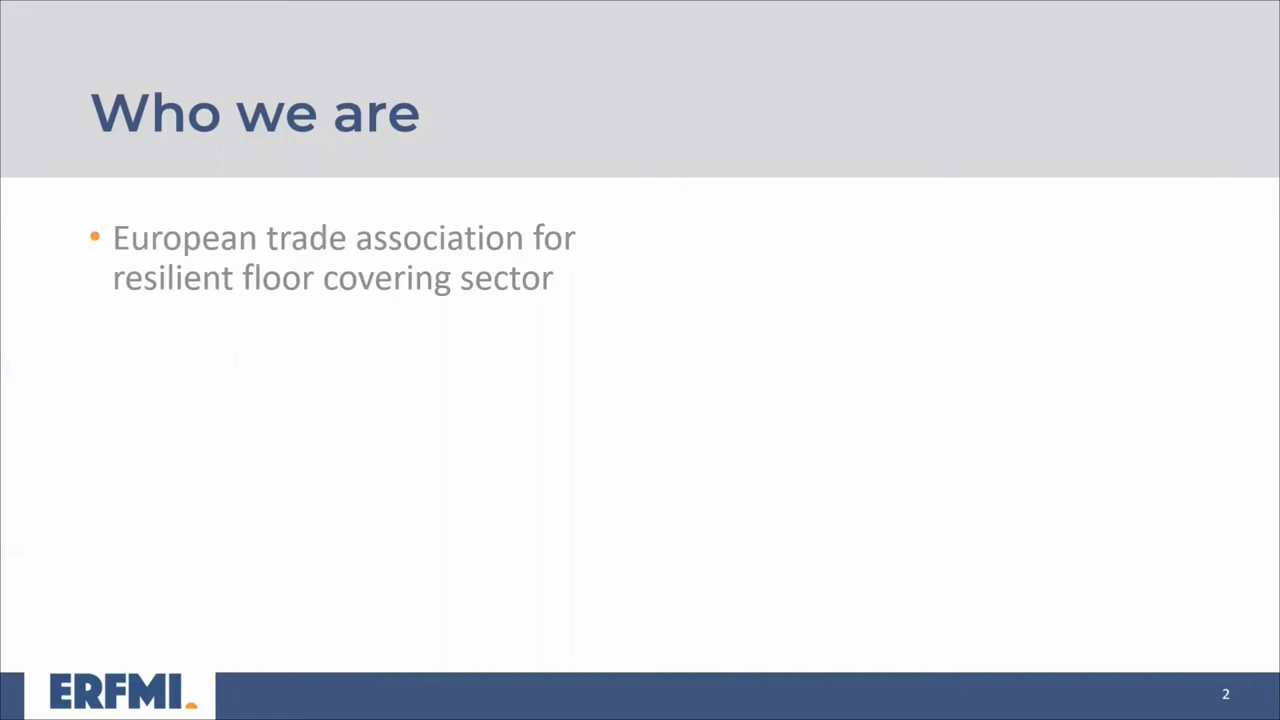 Who we are
• European trade association for
resilient floor covering sector
ERFMI.
2